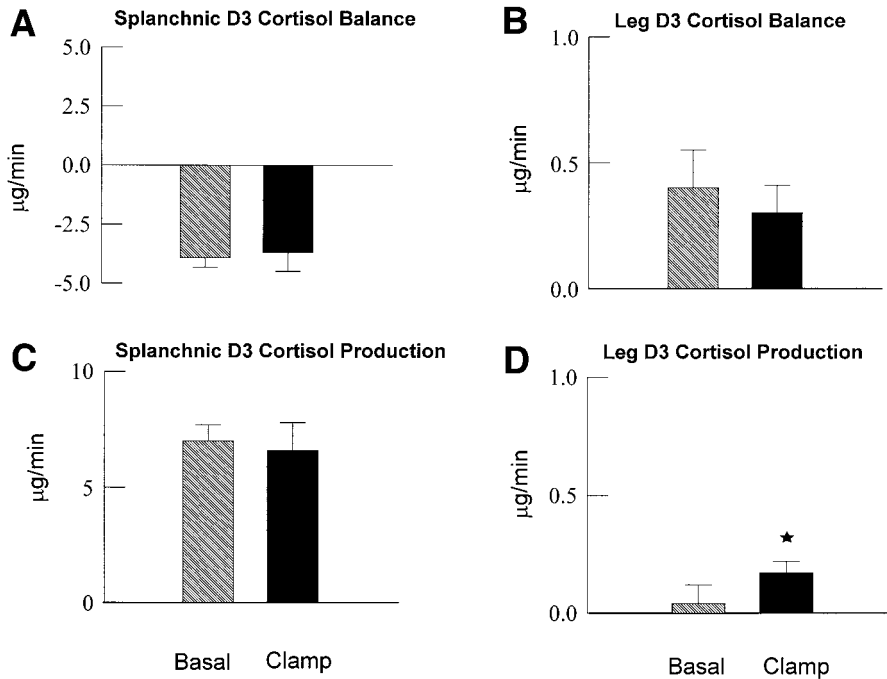 A
Splanchnic D3 Cortisol Balance
5.0
2.5
0.0
-2.5
-5.0
µg/min
B
Leg D3 Cortisol Balance
1.0
0.5
0.0
µg/min
C
Splanchnic D3 Cortisol Production
10
5
0
µg/min
Basal Clamp
D
Leg D3 Cortisol Production
1.0
0.5
0.0
µg/min
Basal Clamp